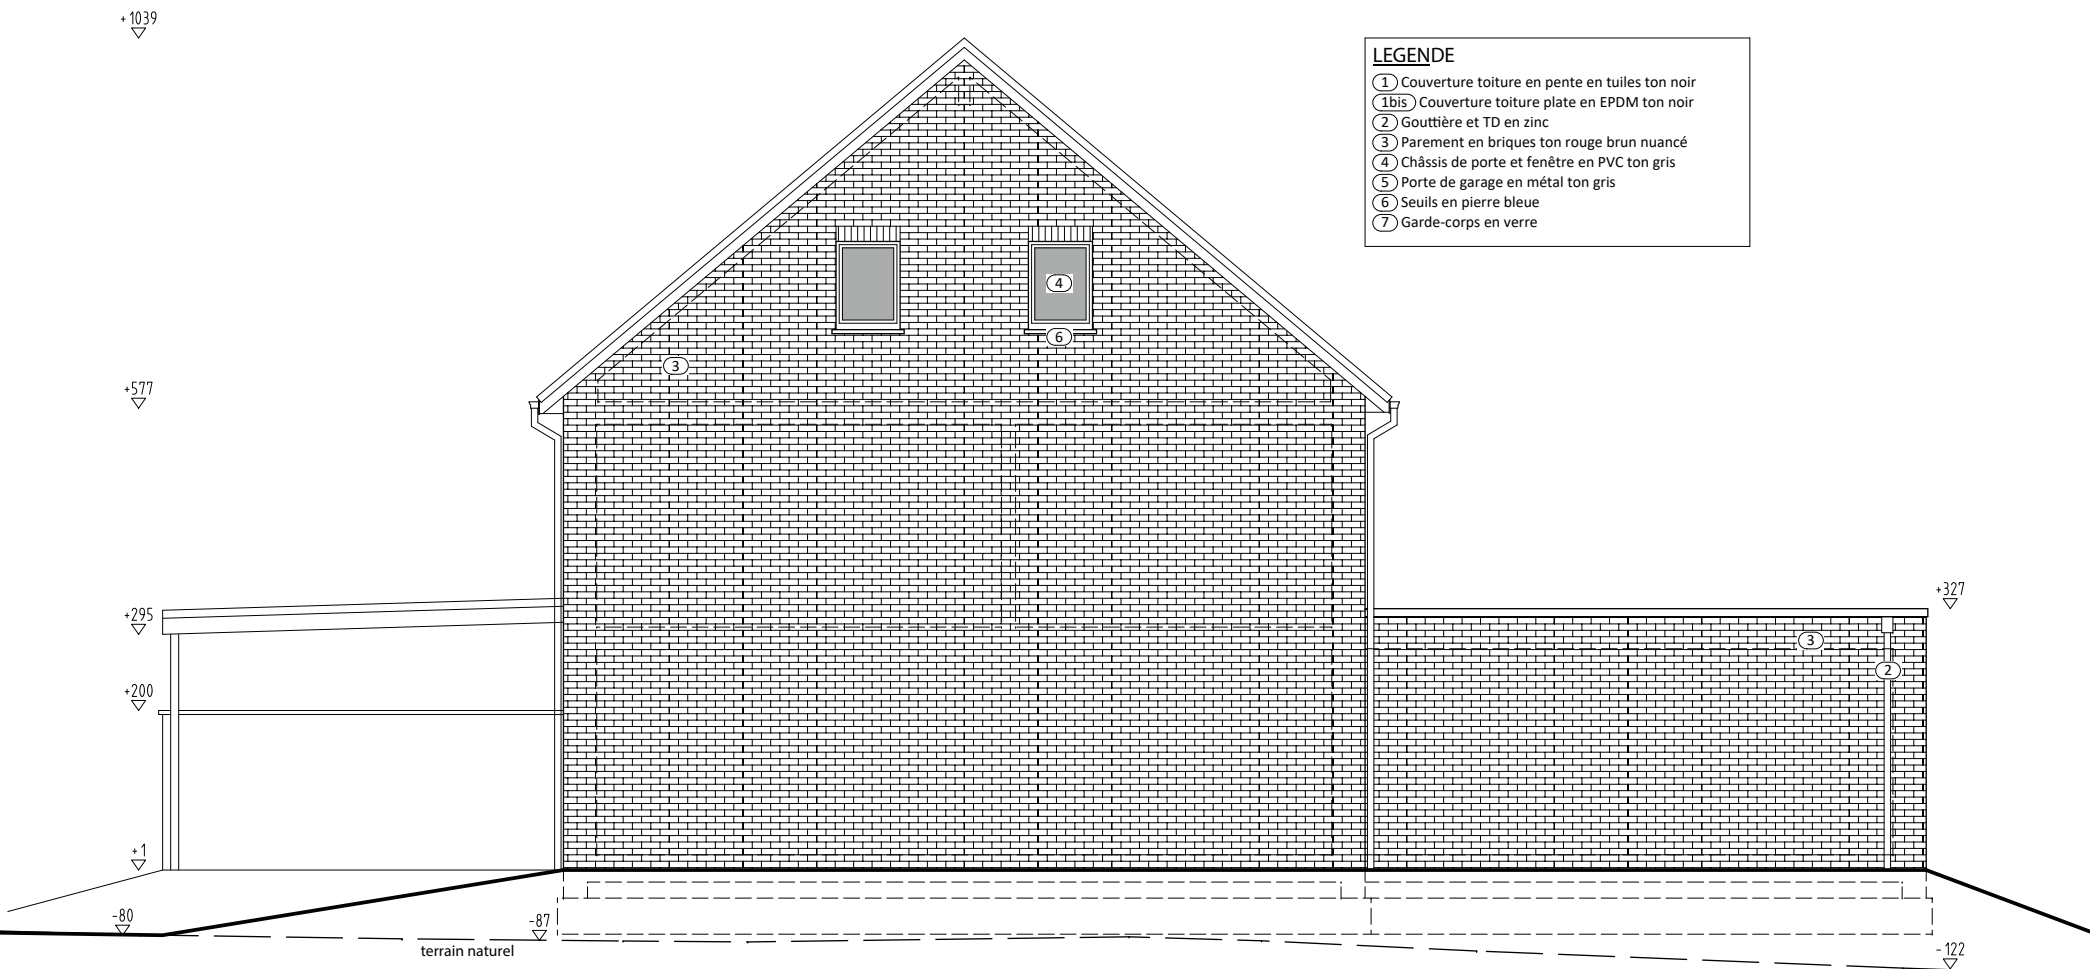 +1039
LEGENDE
1 Couverture toiture en pente en tuiles ton noir
1bis Couverture toiture plate en EPDM ton noir
2 Gouttière et TD en zinc
3 Parement en briques ton rouge brun nuancé
4 Châssis de porte et fenêtre en PVC ton gris
5 Porte de garage en métal ton gris
6 Seuils en pierre bleue
7 Garde-corps en verre
4
6
3
+577
+327
+295
3
2
+200
+1
-80
-87
terrain naturel
-122